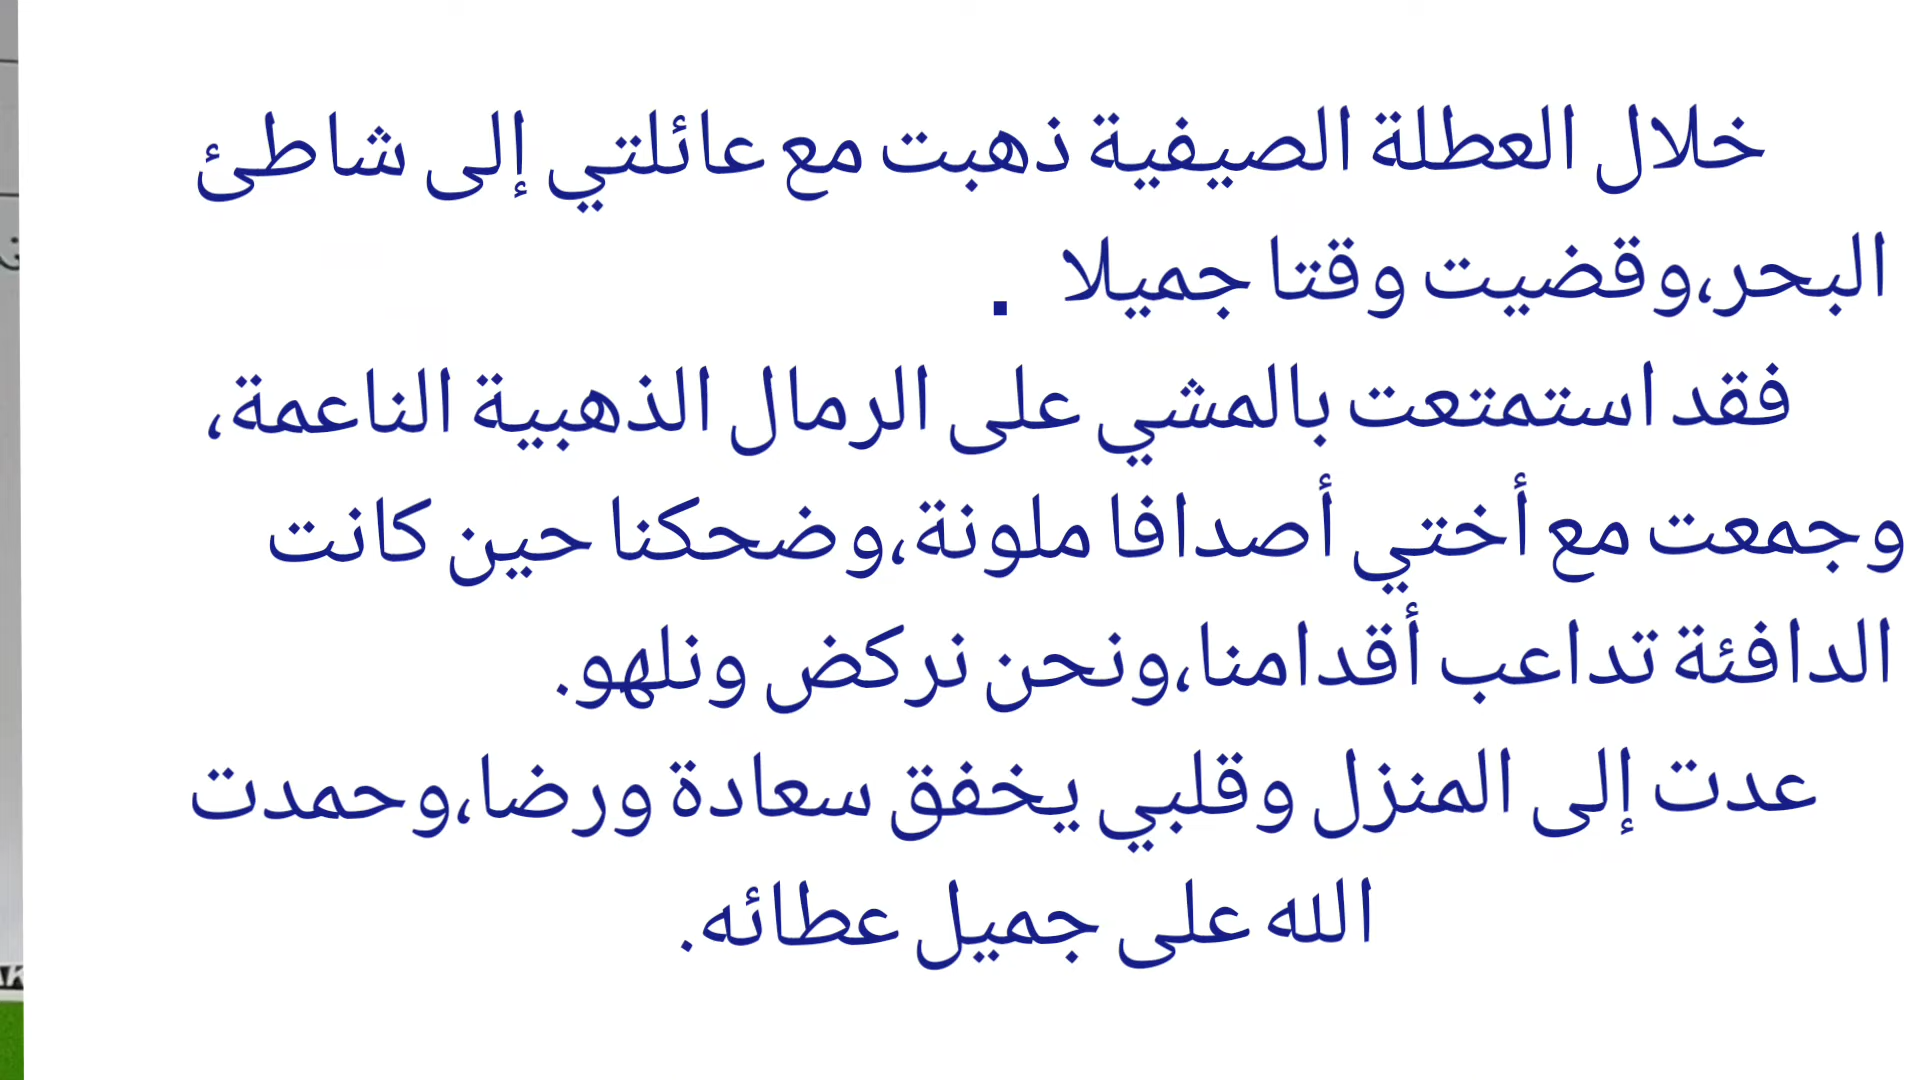 خلال العطلة الصيفية ذهبت مع عائلتي إلى شاطئ
البحر،وقضيت وقتا جميلا .
فقد استمتعت بالمشي على الرمال الذهبية الناعمة،
وجمعت مع أختي أصدافا ملونة،وضحكنا حين كانت
الدافئة تداعب أقدامنا،ونحن نركض ونلهو.
عدت إلى المنزل وقلبي يخفق سعادة ورضا،وحمدت
الله على جميل عطائه.